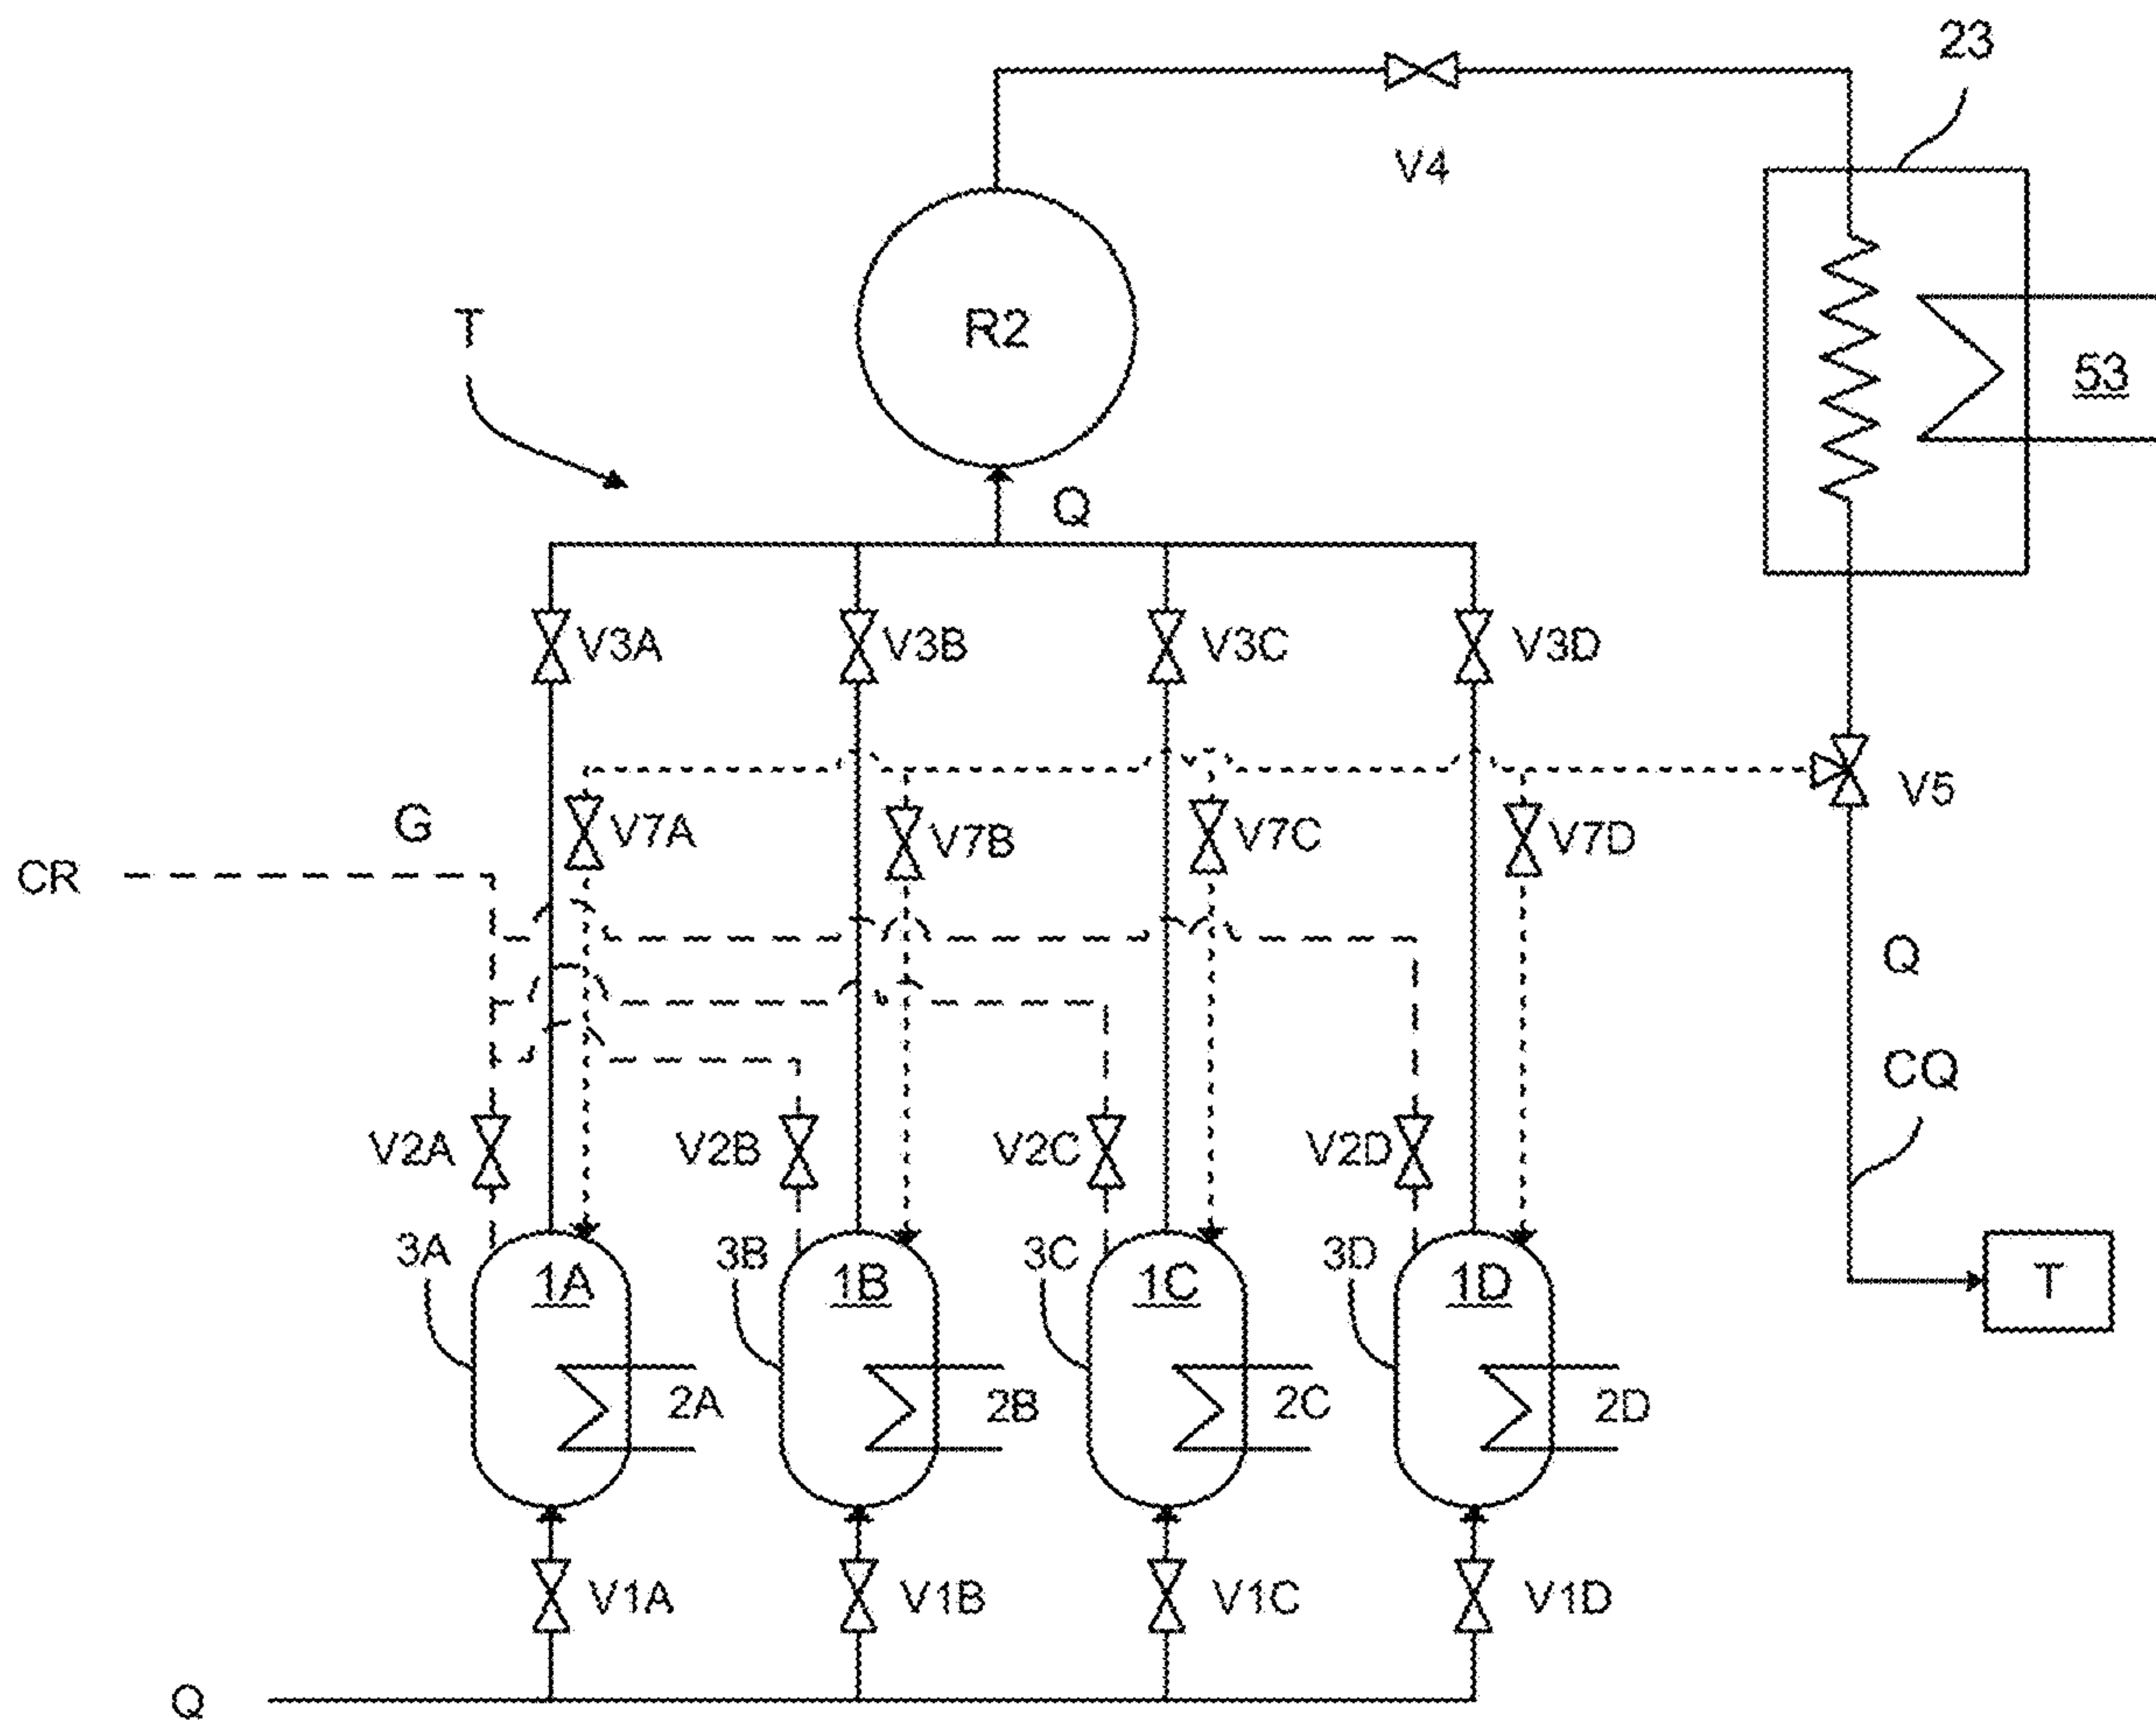 23
V4
T
R2
53
Q
V3A V3B V3C V3D
V5
G
V7A V7B V7C V7D
CR
Q
CQ
V2A V2B V2C V2D
3A 3B 3C 3D
1A 1B 1C 1D
T
2A 2B 2C 2D
V1A V1B V1C V1D
Q